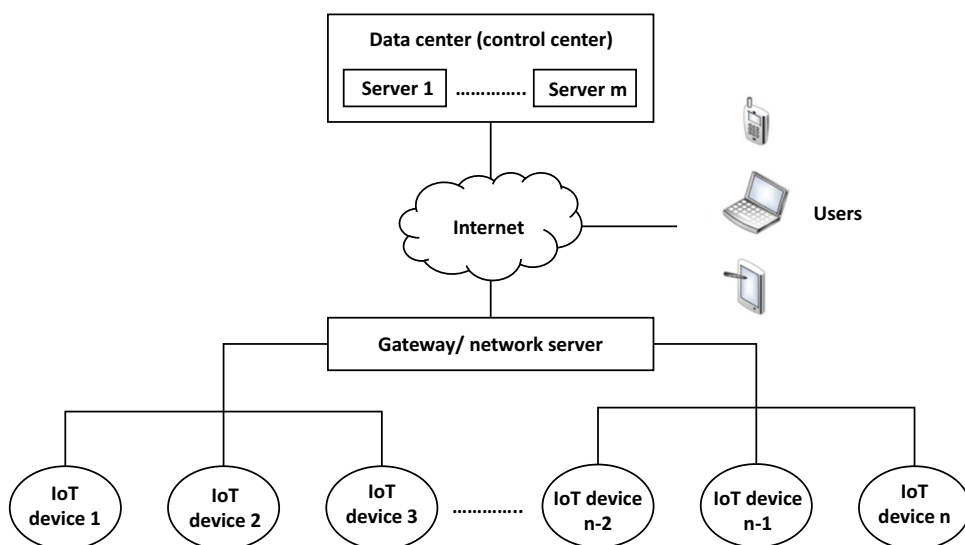 Data center (control center)
Server 1 ………….. Server m
Internet
Users
Gateway/ network server
IoT
device 1
IoT
device 2
IoT
device 3
…………..
IoT device
n-2
IoT device
n-1
IoT
device n